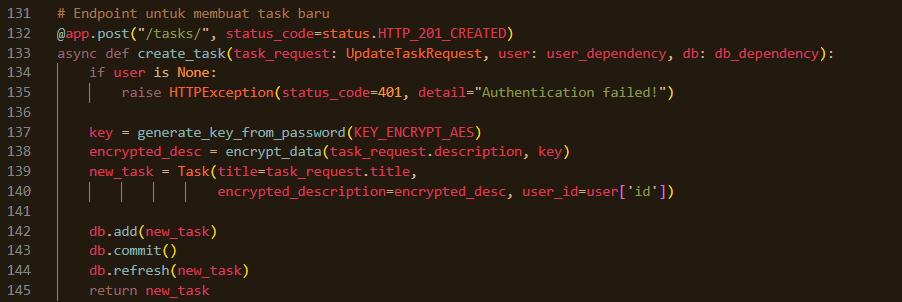 131 # Endpoint untuk membuat task baru
132 @app.post("/tasks/", status_code=status.HTTP_201_CREATED)
133 async def create_task(task_request: UpdateTaskRequest, user: user_dependency, db: db_dependency):
134     if user is None:
135         raise HTTPException(status_code=401, detail="Authentication failed!")
136
137     key = generate_key_from_password(KEY_ENCRYPT_AES)
138     encrypted_desc = encrypt_data(task_request.description, key)
139     new_task = Task(title=task_request.title,
140                     encrypted_description=encrypted_desc, user_id=user['id'])
141
142     db.add(new_task)
143     db.commit()
144     db.refresh(new_task)
145     return new_task